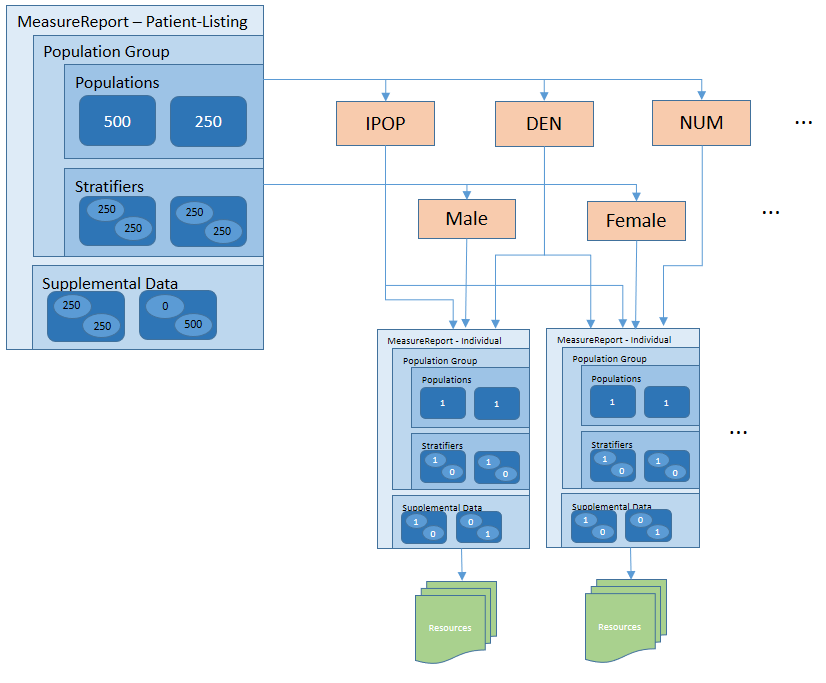 MeasureReport – Patient-Listing
Population Group
Populations
500 250
Stratifiers
250 250
250 250
Supplemental Data
250 0
250 500
IPOP DEN NUM ...
Male Female ...
MeasureReport - Individual
Population Group
Populations
1 1
Stratifiers
1 1
0 0
Supplemental Data
1 0
0 1
MeasureReport - Individual
Population Group
Populations
1 1
Stratifiers
1 1
0 0
Supplemental Data
1 0
0 1
...
Resources
Resources